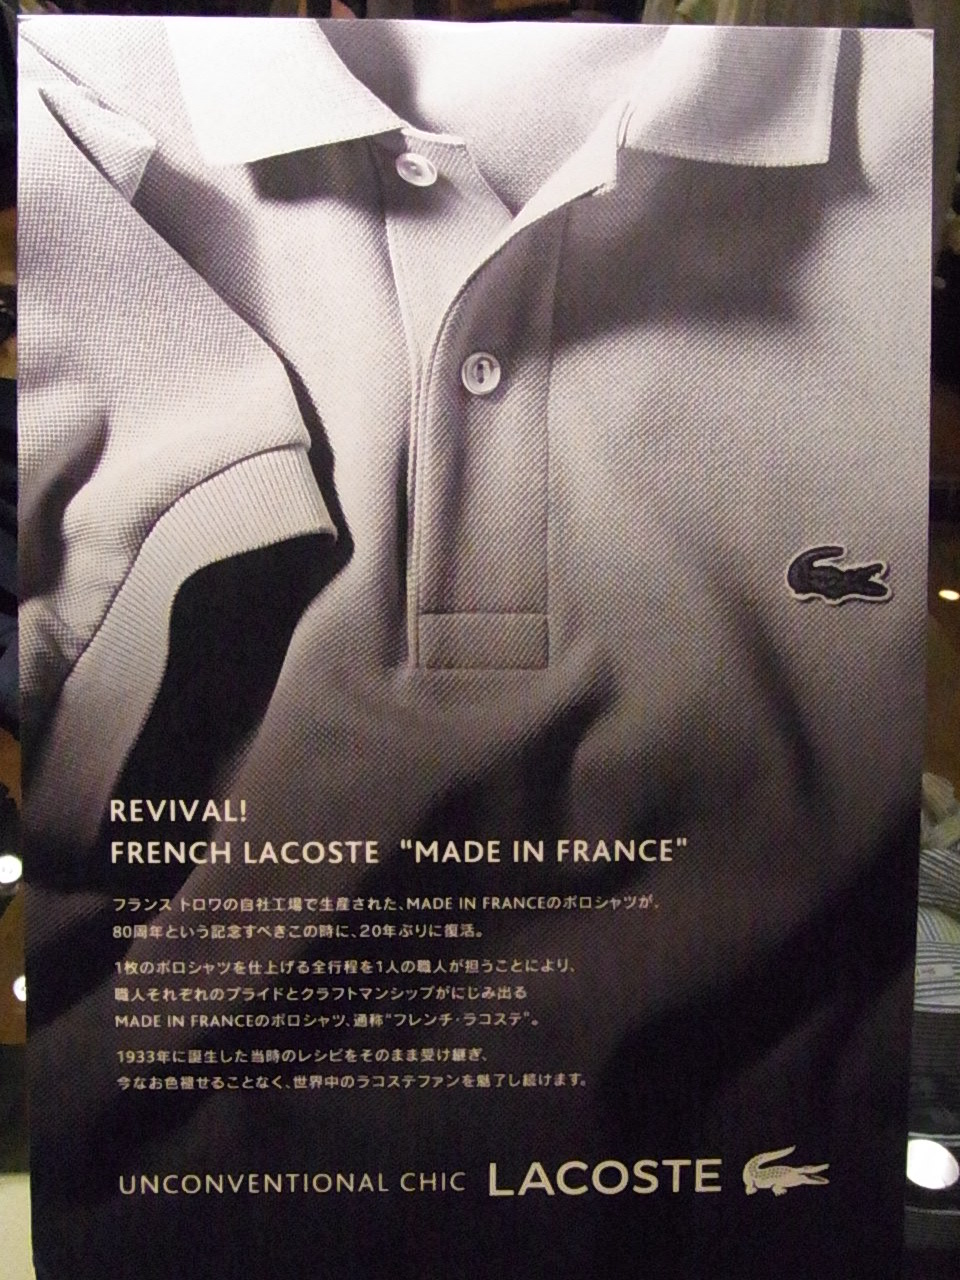 REVIVAL!
FRENCH LACOSTE "MADE IN FRANCE"
フランス トロワの自社工場で生産された、MADE IN FRANCEのポロシャツが、
80周年という記念すべきこの時に、20年ぶりに復活。
1枚のポロシャツを仕上げる全行程を1人の職人が担うことにより、
職人それぞれのプライドとクラフトマンシップがにじみ出る
MADE IN FRANCEのポロシャツ、通称"フレンチ・ラコステ"。
1933年に誕生した当時のレシピをそのまま受け継ぎ、
今なお色褪せることなく、世界中のラコステファンを魅了し続けます。
UNCONVENTIONAL CHIC LACOSTE